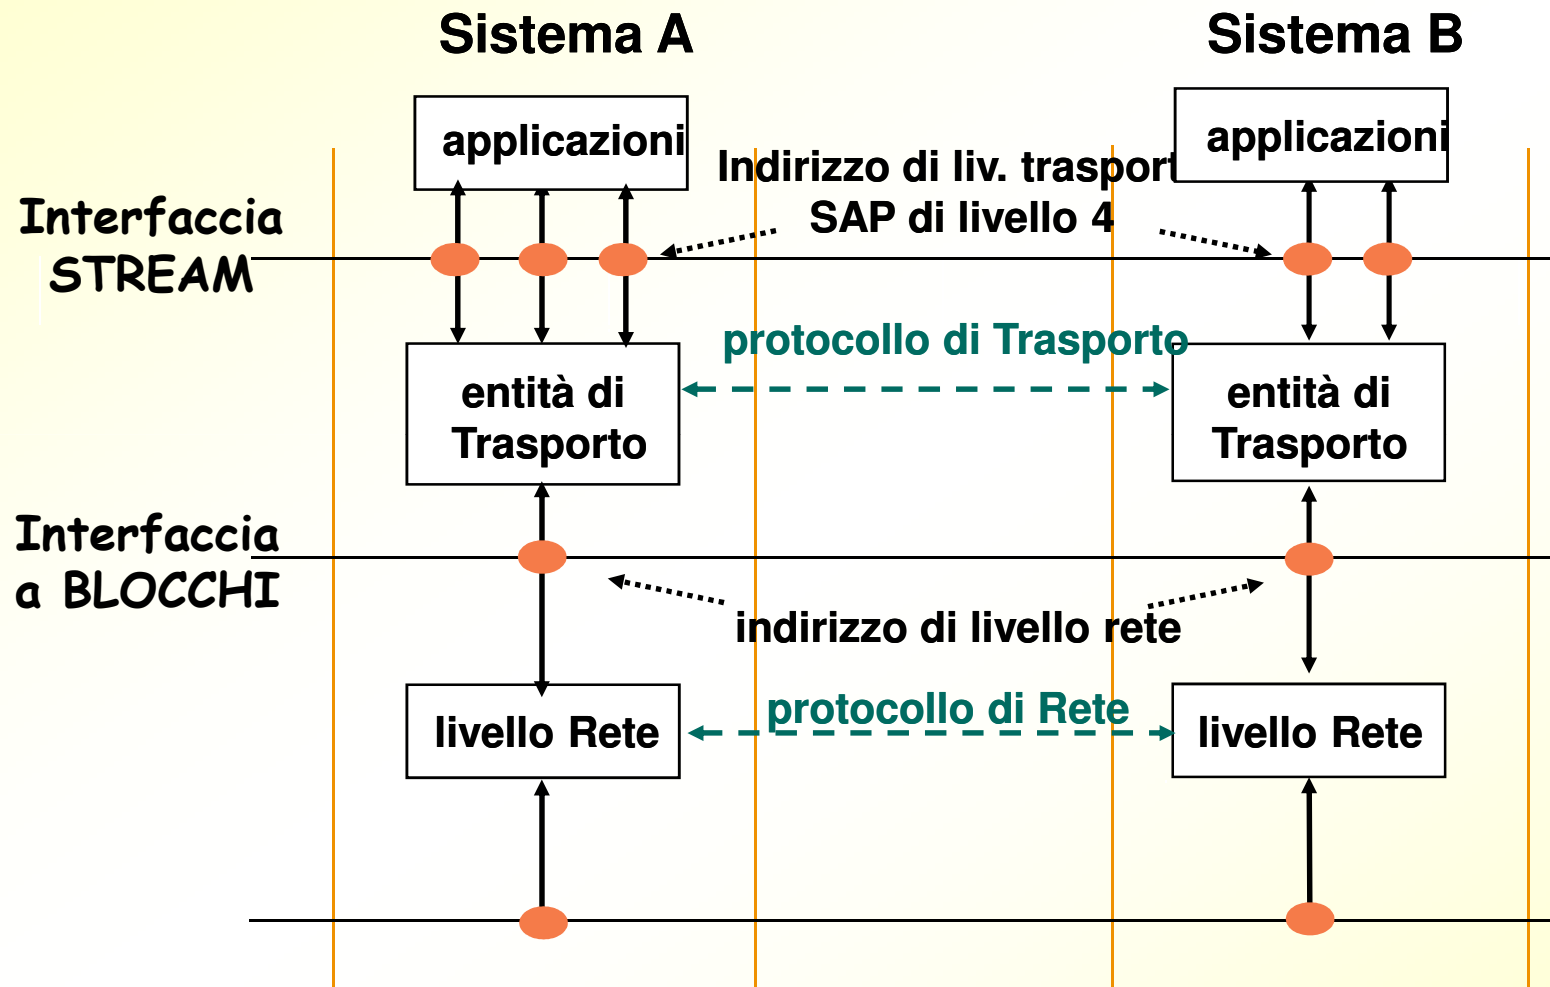 Sistema A
Sistema B
applicazioni
applicazioni
Indirizzo di liv. trasport
SAP di livello 4
Interfaccia
STREAM
protocollo di Trasporto
entità di
Trasporto
entità di
Trasporto
Interfaccia
a BLOCCHI
indirizzo di livello rete
livello Rete
protocollo di Rete
livello Rete